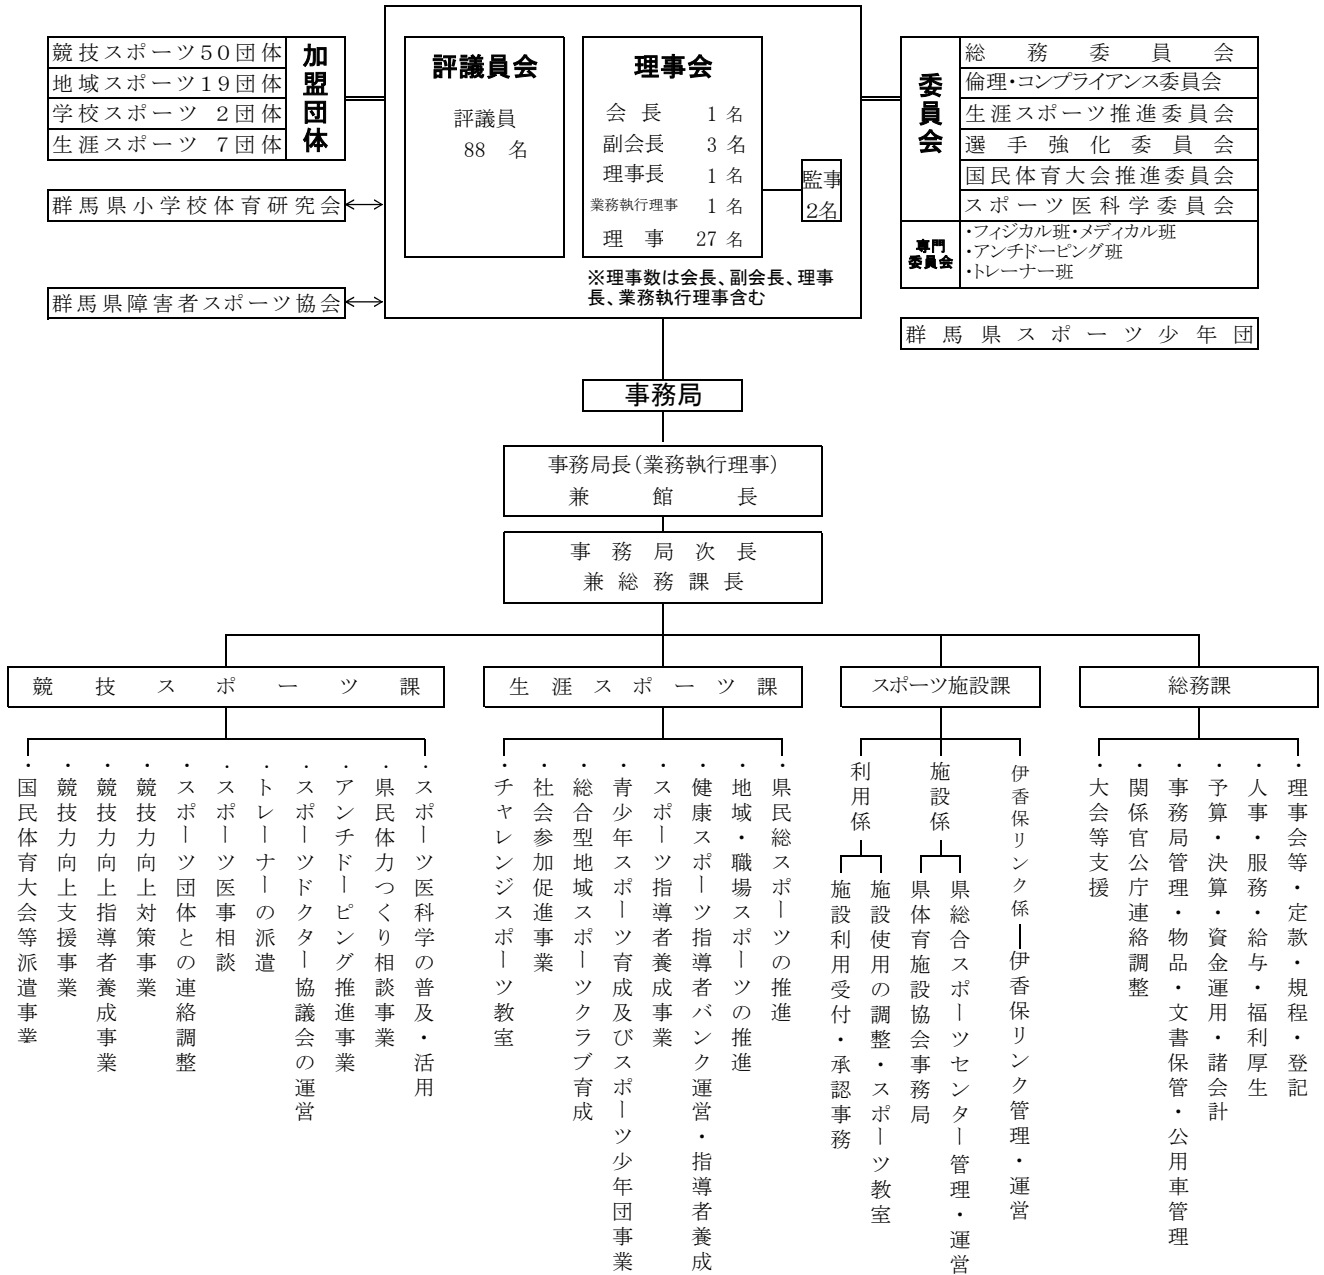 競技スポーツ50団体
地域スポーツ19団体
学校スポーツ 2団体
生涯スポーツ 7団体
加盟団体
群馬県小学校体育研究会
群馬県障害者スポーツ協会
評議員会
評議員
88 名
理事会
会 長 1 名
副会長 3 名
理事長 1 名
業務執行理事 1 名
理 事 27 名
※理事数は会長、副会長、理事
長、業務執行理事含む
監事
2名
委員会
総務委員会
倫理・コンプライアンス委員会
生涯スポーツ推進委員会
選手強化委員会
国民体育大会推進委員会
スポーツ医科学委員会
専門
委員会
・フィジカル班・メディカル班
・アンチドーピング班
・トレーナー班
群馬県スポーツ少年団
事務局
事務局長(業務執行理事)
兼 館 長
事務局次長
兼総務課長
競技スポーツ課
・国民体育大会等派遣事業
・競技力向上支援事業
・競技力向上指導者養成事業
・競技力向上対策事業
・スポーツ団体との連絡調整
・スポーツ医事相談
・トレーナーの派遣
・スポーツドクター協議会の運営
・アンチドーピング推進事業
・県民体力つくり相談事業
・スポーツ医科学の普及・活用
生涯スポーツ課
・チャレンジスポーツ教室
・社会参加促進事業
・総合型地域スポーツクラブ育成
・青少年スポーツ育成及びスポーツ少年団事業
・スポーツ指導者養成事業
・健康スポーツ指導者バンク運営・指導者養成
・地域・職場スポーツの推進
・県民総スポーツの推進
スポーツ施設課
利用係
施設利用受付・承認事務
施設使用の調整・スポーツ教室
施設係
県体育施設協会事務局
県総合スポーツセンター管理・運営
伊香保リンク係
伊香保リンク管理・運営
総務課
・大会等支援
・関係官公庁連絡調整
・事務局管理・物品・文書保管・公用車管理
・予算・決算・資金運用・諸会計
・人事・服務・給与・福利厚生
・理事会等・定款・規程・登記